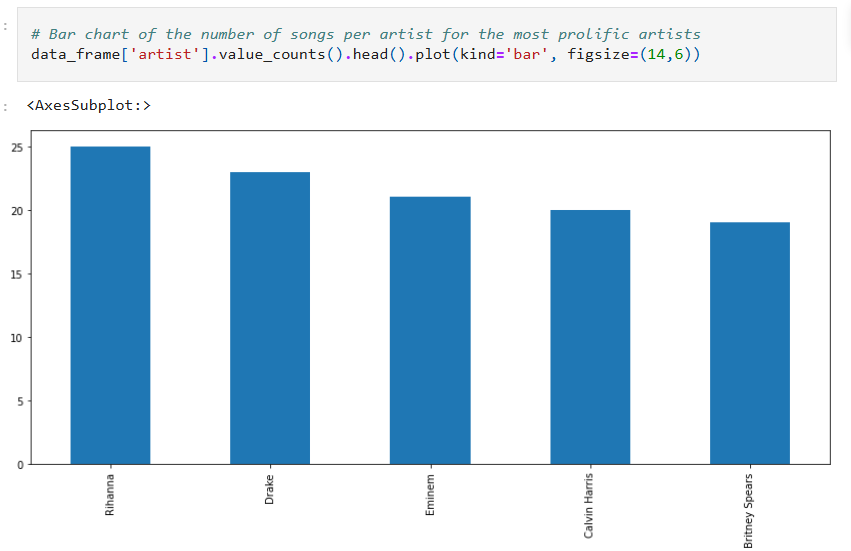 :
# Bar chart of the number of songs per artist for the most prolific artists
data_frame['artist'].value_counts().head().plot(kind='bar', figsize=(14,6))
:
<AxesSubplot:>
25
20
15
10
5
0
Rihanna
Drake
Eminem
Calvin Harris
Britney Spears